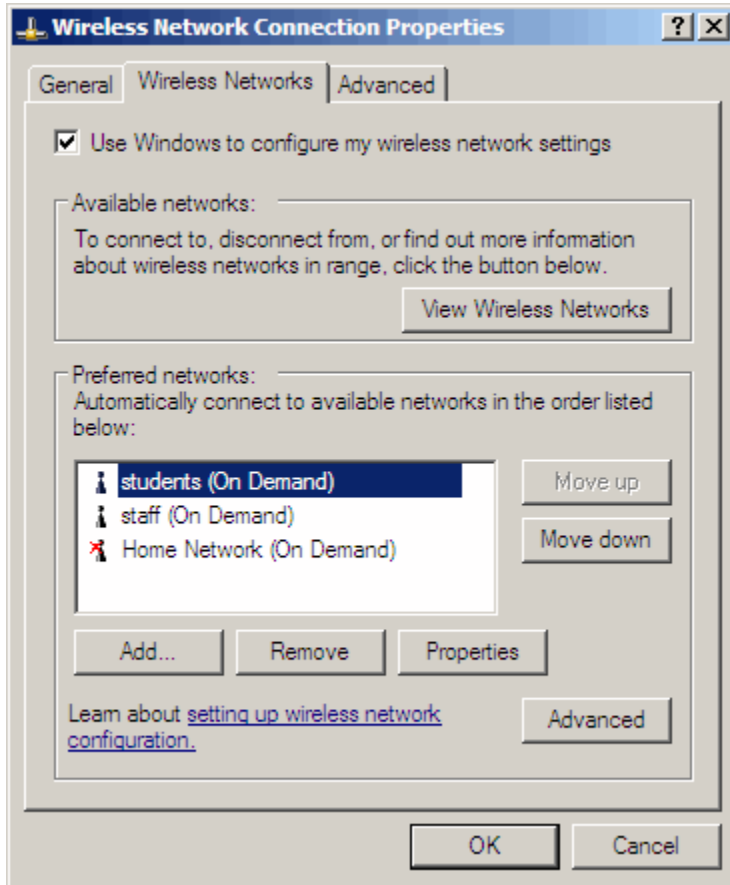 Wireless Network Connection Properties
General
Wireless Networks
Advanced
Use Windows to configure my wireless network settings
Available networks:
To connect to, disconnect from, or find out more information
about wireless networks in range, click the button below.
View Wireless Networks
Preferred networks:
Automatically connect to available networks in the order listed
below:
students (On Demand)
staff (On Demand)
Home Network (On Demand)
Move up
Move down
Add...
Remove
Properties
Learn about setting up wireless network
configuration.
Advanced
OK
Cancel